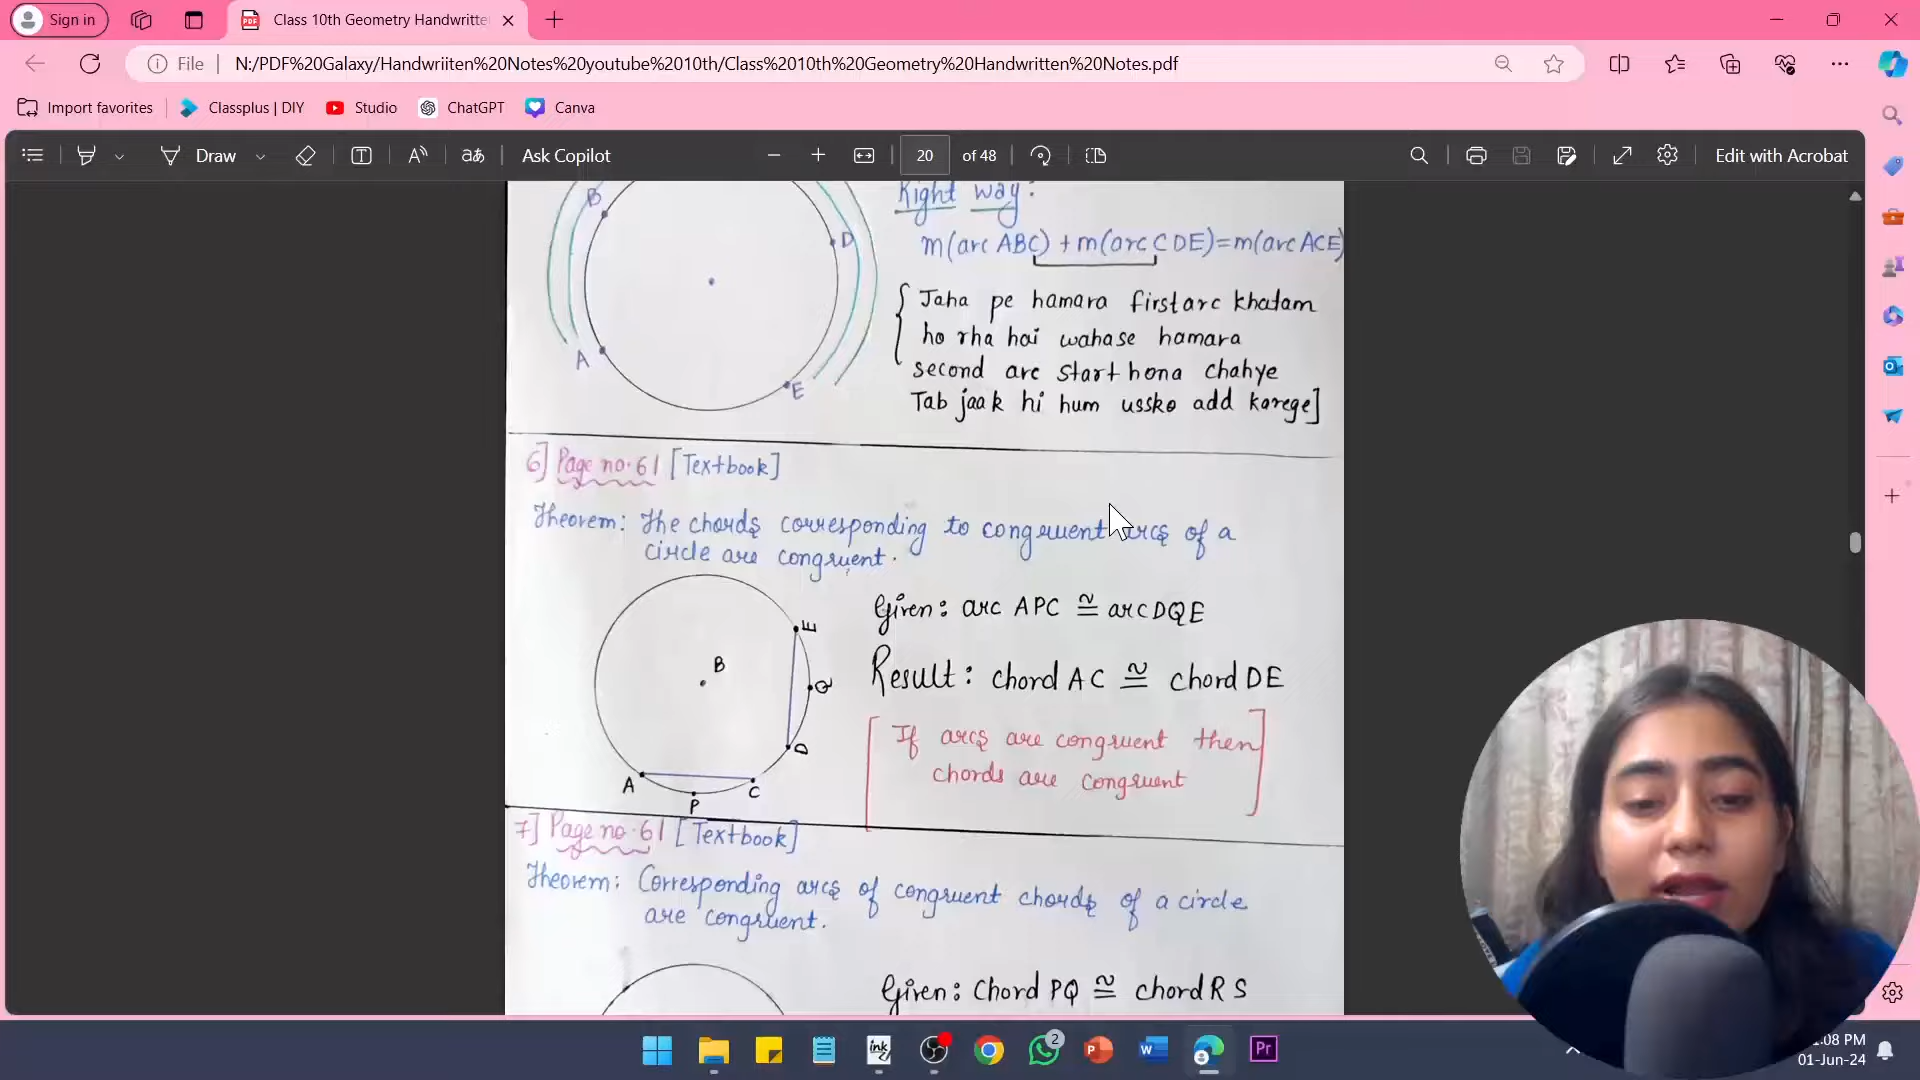 Sign in
Class 10th Geometry Handwritte
File
N:/PDF%20Galaxy/Handwriiten%20Notes%20youtube%2010th/Class%2010th%20Geometry%20Handwritten%20Notes.pdf
Import favorites
Classplus | DIY
Studio
ChatGPT
Canva
Draw
Ask Copilot
20 of 48
Edit with Acrobat
Right way:
B
D
A
E
m(arc ABC) + m(arc CDE)=m(arc ACE)
{ Jaha pe hamara first arc khatam
ho rha hai wahase hamara
second arc start hona chahye
Tab jaak hi hum ussko add karege]
6] Page no. 61 [Textbook]
Theorem: The chords corresponding to congruent arcs of a
circle are congruent.
B
E
Q
D
A
P
C
Given: arc APC ≅ arc DQE
Result: chord AC ≅ chord DE
[If arcs are congruent then
chords are congruent]
7] Page no. 61 [Textbook]
Theorem: Corresponding arcs of congruent chords of a circle
are congruent.
Given: Chord PQ ≅ chord RS
2
:08 PM
01-Jun-24